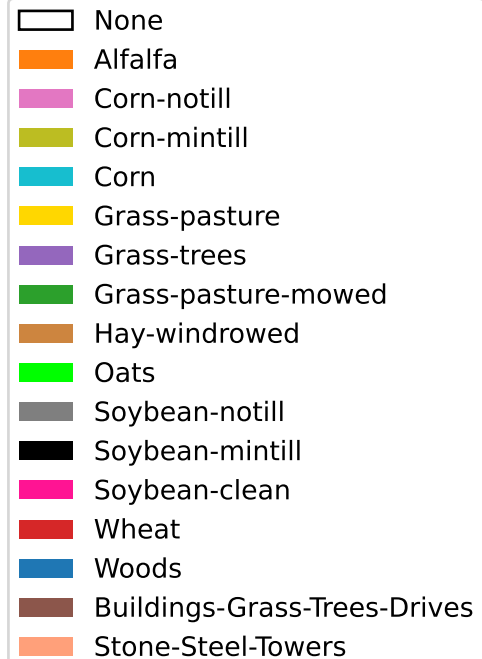 None
Alfalfa
Corn-notill
Corn-mintill
Corn
Grass-pasture
Grass-trees
Grass-pasture-mowed
Hay-windrowed
Oats
Soybean-notill
Soybean-mintill
Soybean-clean
Wheat
Woods
Buildings-Grass-Trees-Drives
Stone-Steel-Towers